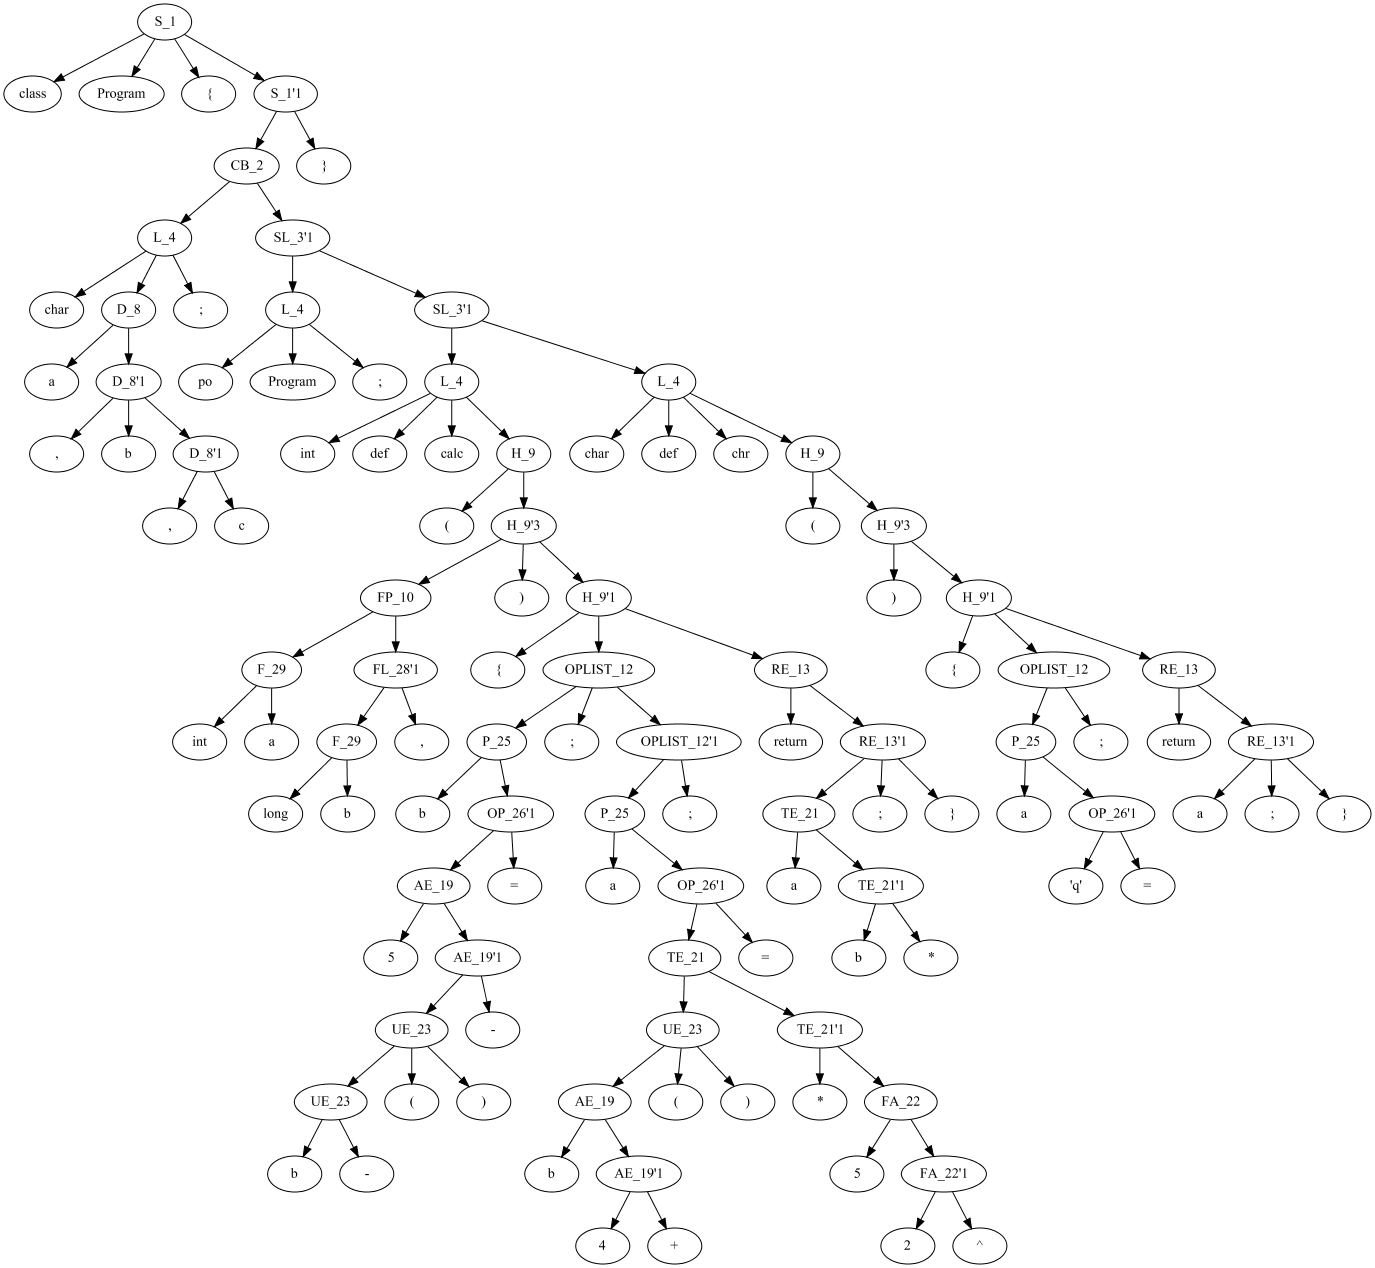 S_1
class Program { S_1'1
CB_2 }
L_4 SL_3'1
char D_8 ; L_4 SL_3'1
a D_8'1 po Program ; L_4 L_4
, b D_8'1 int def calc H_9 char def chr H_9
, c ( H_9'3 ( H_9'3
FP_10 ) H_9'1 ) H_9'1
F_29 FL_28'1 { OPLIST_12 RE_13 { OPLIST_12 RE_13
int a F_29 , P_25 ; OPLIST_12'1 return RE_13'1 P_25 ; return RE_13'1
long b b OP_26'1 P_25 ; TE_21 ; } a OP_26'1 a ; }
AE_19 = a OP_26'1 a TE_21'1 'q' =
5 AE_19'1 TE_21 = b *
UE_23 - UE_23 TE_21'1
UE_23 ( ) AE_19 ( ) * FA_22
b - b AE_19'1 5 FA_22'1
4 + 2 ^